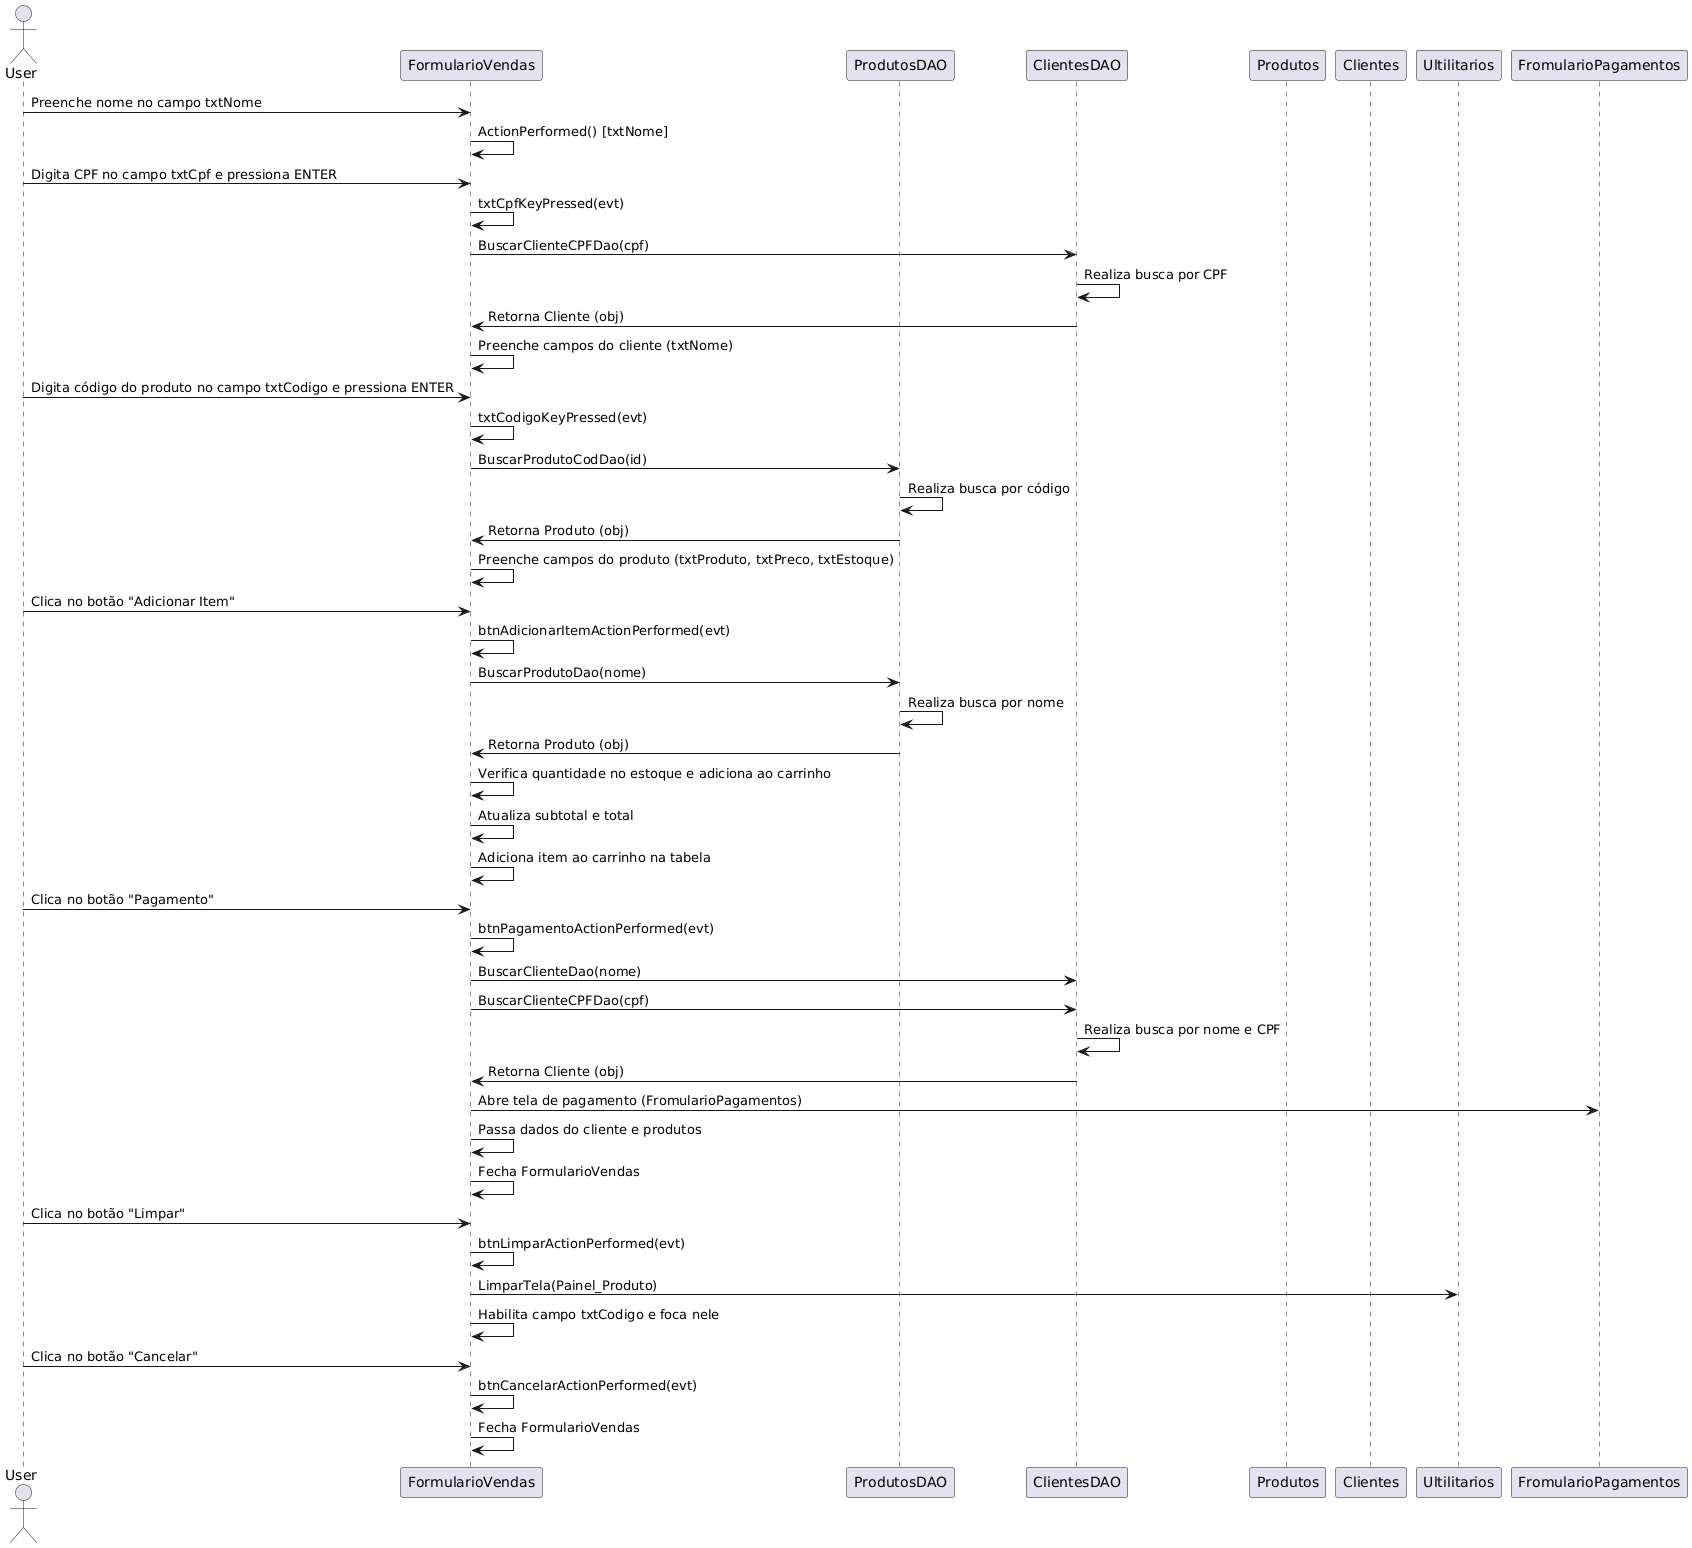 User
FormularioVendas
ProdutosDAO
ClientesDAO
Produtos
Clientes
Ultilitarios
FromularioPagamentos
Preenche nome no campo txtNome
ActionPerformed() [txtNome]
Digita CPF no campo txtCpf e pressiona ENTER
txtCpfKeyPressed(evt)
BuscarClienteCPFDao(cpf)
Realiza busca por CPF
Retorna Cliente (obj)
Preenche campos do cliente (txtNome)
Digita código do produto no campo txtCodigo e pressiona ENTER
txtCodigoKeyPressed(evt)
BuscarProdutoCodDao(id)
Realiza busca por código
Retorna Produto (obj)
Preenche campos do produto (txtProduto, txtPreco, txtEstoque)
Clica no botão "Adicionar Item"
btnAdicionarItemActionPerformed(evt)
BuscarProdutoDao(nome)
Realiza busca por nome
Retorna Produto (obj)
Verifica quantidade no estoque e adiciona ao carrinho
Atualiza subtotal e total
Adiciona item ao carrinho na tabela
Clica no botão "Pagamento"
btnPagamentoActionPerformed(evt)
BuscarClienteDao(nome)
BuscarClienteCPFDao(cpf)
Realiza busca por nome e CPF
Retorna Cliente (obj)
Abre tela de pagamento (FromularioPagamentos)
Passa dados do cliente e produtos
Fecha FormularioVendas
Clica no botão "Limpar"
btnLimparActionPerformed(evt)
LimparTela(Painel_Produto)
Habilita campo txtCodigo e foca nele
Clica no botão "Cancelar"
btnCancelarActionPerformed(evt)
Fecha FormularioVendas
User
FormularioVendas
ProdutosDAO
ClientesDAO
Produtos
Clientes
Ultilitarios
FromularioPagamentos